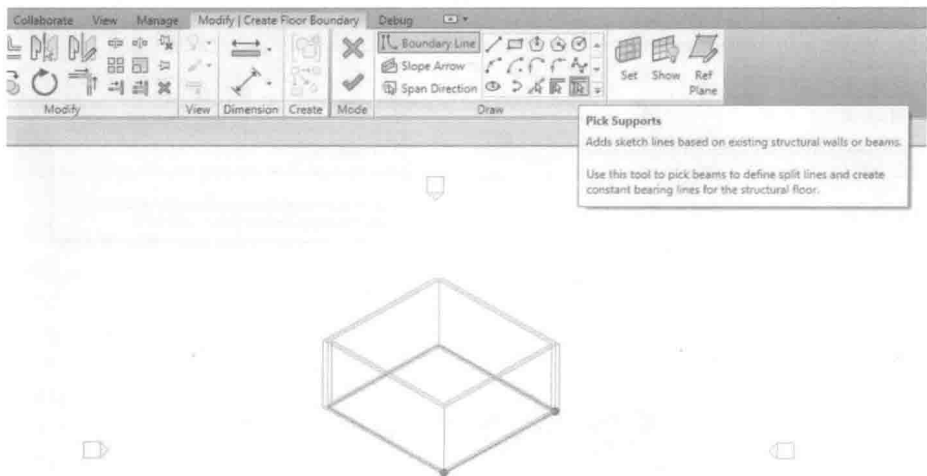 Collaborate View Manage Modify | Create Floor Boundary Debug
Boundary Line
Slope Arrow
Span Direction
Set Show Ref Plane
Modify View Dimension Create Mode Draw
Pick Supports
Adds sketch lines based on existing structural walls or beams.
Use this tool to pick beams to define split lines and create
constant bearing lines for the structural floor.